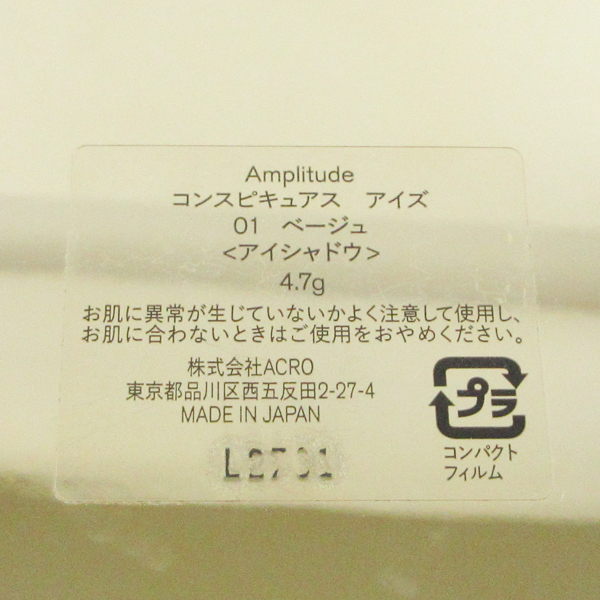 Amplitude
コンスピキュアス　アイズ
01　ベージュ
<アイシャドウ>
4.7g
お肌に異常が生じていないかよく注意して使用し、
お肌に合わないときはご使用をおやめください。
株式会社ACRO
東京都品川区西五反田2-27-4
MADE IN JAPAN
プラ
コンパクト
フィルム